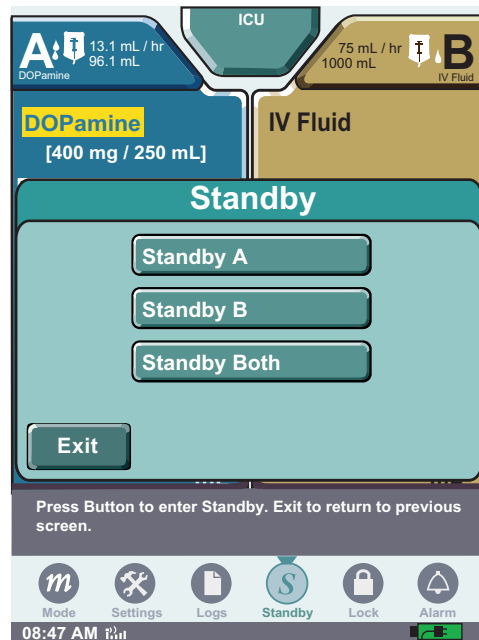 ICU
A
13.1 mL / hr
96.1 mL
DOPamine
75 mL / hr
1000 mL
B
IV Fluid
DOPamine
[400 mg / 250 mL]
IV Fluid
Standby
Standby A
Standby B
Standby Both
Exit
Press Button to enter Standby. Exit to return to previous
screen.
m
S
Mode
Settings
Logs
Standby
Lock
Alarm
08:47 AM